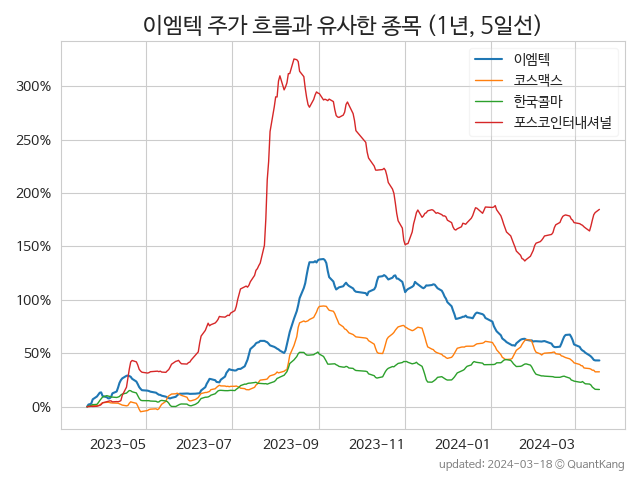 이엠텍 주가 흐름과 유사한 종목 (1년, 5일선)
이엠텍
코스맥스
한국콜마
포스코인터내셔널
300%
250%
200%
150%
100%
50%
0%
2023-05
2023-07
2023-09
2023-11
2024-01
2024-03
updated: 2024-03-18 © QuantKang